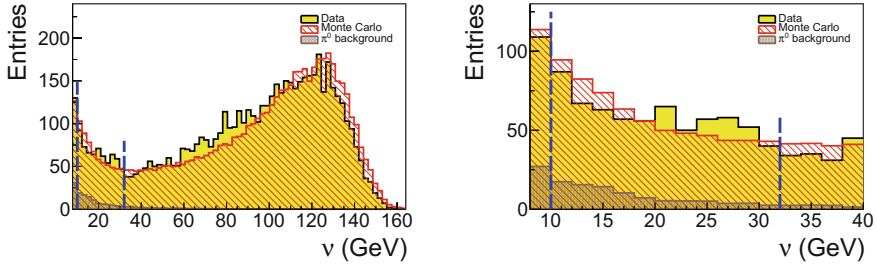 Entries
200
150
100
50
0
20 40 60 80 100 120 140 160
ν (GeV)
Data
Monte Carlo
π⁰ background
Entries
100
50
0
10 15 20 25 30 35 40
ν (GeV)
Data
Monte Carlo
π⁰ background